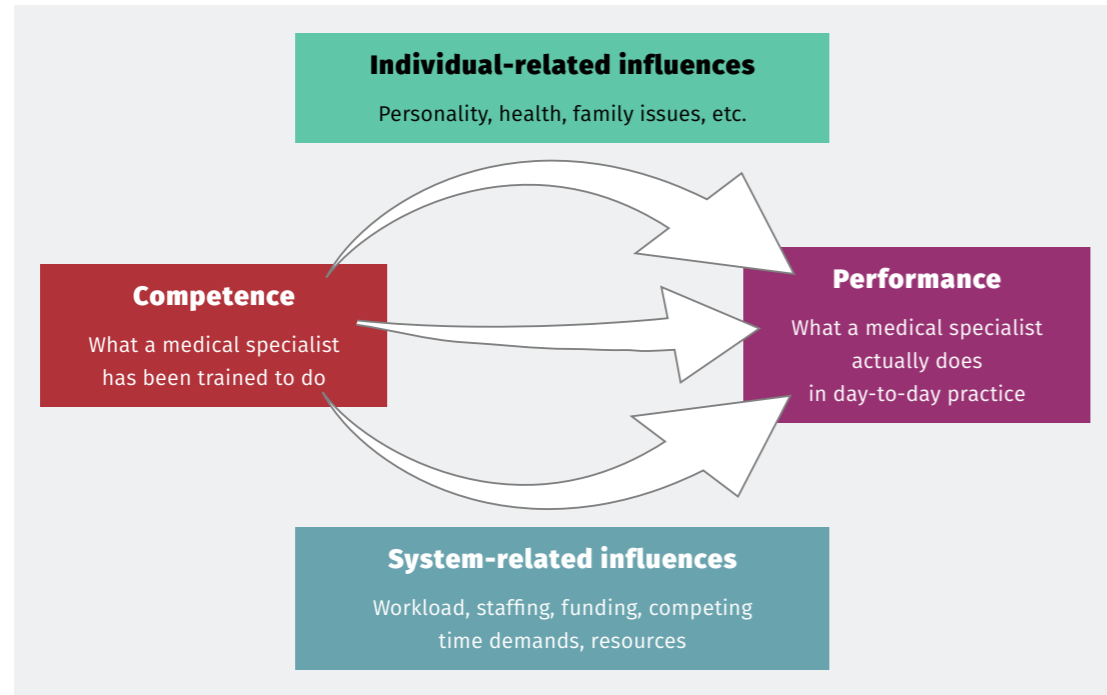 Individual-related influences
Personality, health, family issues, etc.
Competence
What a medical specialist
has been trained to do
Performance
What a medical specialist
actually does
in day-to-day practice
System-related influences
Workload, staffing, funding, competing
time demands, resources